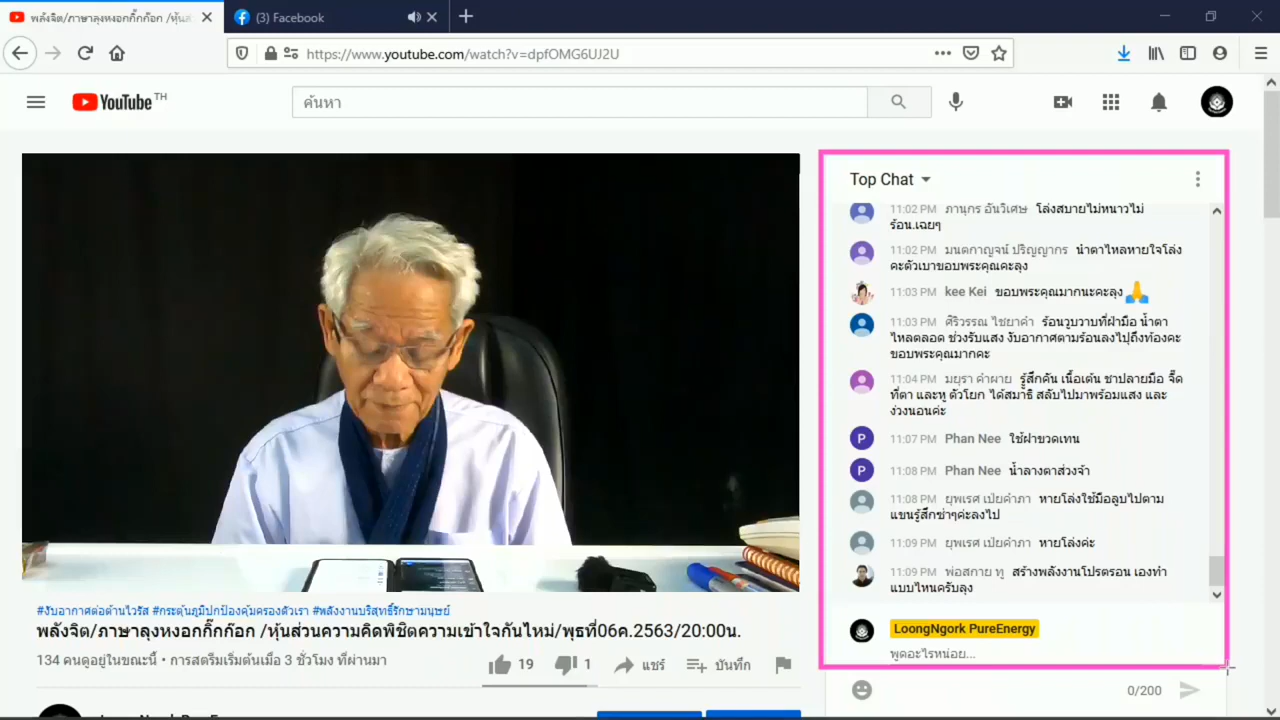 พลังจิต/ภาษาลุงหงอกกิ๊กก๊อก /หุ้นส
(3) Facebook
https://www.youtube.com/watch?v=dpfOMG6UJ2U
YouTube TH
ค้นหา
Top Chat
11:02 PM ภานุกร อันวิเศษ โล่งสบายไม่หนาวไม่
ร้อน.เฉยๆ
11:02 PM มนตกาญจน์ ปริญญากร น้ำตาไหลหายใจโล่ง
คะตัวเบาขอบพระคุณคะลุง
11:03 PM kee Kei ขอบพระคุณมากนะคะลุง🙏
11:03 PM ศิริวรรณ ไชยาคำ ร้อนวูบวาบที่ฝ่ามือ น้ำตา
ไหลตลอด ช่วงรับแสง งับอากาศตามร้อนลงไปถึงท้องคะ
ขอบพระคุณมากคะ
11:04 PM มยุรา คำผาย รู้สึกคัน เนื้อเต้น ชาปลายมือ จี๊ด
ที่ตา และหู ตัวโยก ได้สมาธิ สลับไปมาพร้อมแสง และ
ง่วงนอนค่ะ
P 11:07 PM Phan Nee ใช้ฝาขวดเทน
P 11:08 PM Phan Nee น้ำลางตาส่วงจ้า
11:08 PM ยุพเรศ เปียคำภา หายโล่งใช้มือลูบไปตาม
แขนรู้สึกซ่าๆค่ะลงไป
11:09 PM ยุพเรศ เปียคำภา หายโล่งค่ะ
11:09 PM พ่อสกาย ทู สร้างพลังงานโปรตรอน เองทำ
แบบไหนครับลุง
LoongNgork PureEnergy
พูดอะไรหน่อย...
0/200
#งับอากาศต่อต้านไวรัส #กระตุ้นภูมิปกป้องคุ้มครองตัวเรา #พลังงานบริสุทธิ์รักษามนุษย์
พลังจิต/ภาษาลุงหงอกกิ๊กก๊อก /หุ้นส่วนความคิดพิชิตความเข้าใจกันใหม่/พุธที่06ค.2563/20:00น.
134 คนดูอยู่ในขณะนี้ • การสตรีมเริ่มต้นเมื่อ 3 ชั่วโมง ที่ผ่านมา
19 1 แชร์ บันทึก